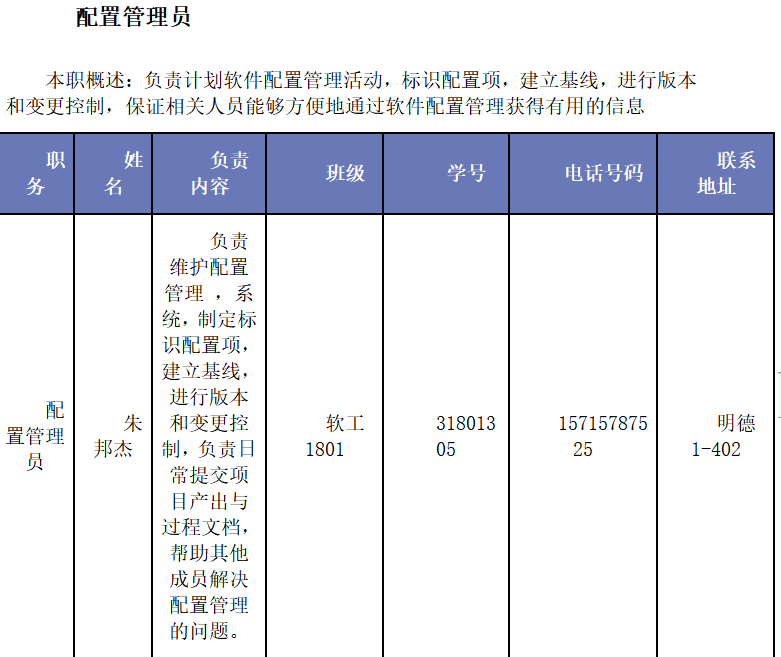 配置管理员
本职概述：负责计划软件配置管理活动，标识配置项，建立基线，进行版本
和变更控制，保证相关人员能够方便地通过软件配置管理获得有用的信息
职
务
姓
名
负责
内容
班级
学号
电话号码
联系
地址
配
置管理
员
朱
邦杰
负责
维护配置
管理 ，系
统，制定标
识配置项，
建立基线，
进行版本
和变更控
制，负责日
常提交项
目产出与
过程文档，
帮助其他
成员解决
配置管理
的问题。
软工
1801
318013
05
157157875
25
明德
1-402